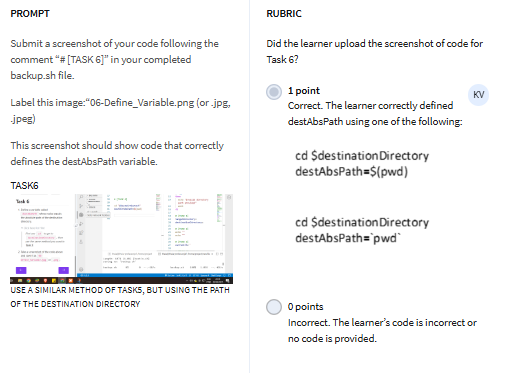 PROMPT
Submit a screenshot of your code following the
comment "# [TASK 6]" in your completed
backup.sh file.
Label this image:"06-Define_Variable.png (or .jpg,
.jpeg)
This screenshot should show code that correctly
defines the destAbsPath variable.
TASK6
Task 6
USE A SIMILAR METHOD OF TASK5, BUT USING THE PATH
OF THE DESTINATION DIRECTORY
RUBRIC
Did the learner upload the screenshot of code for
Task 6?
1 point
KV
Correct. The learner correctly defined
destAbsPath using one of the following:
cd $destinationDirectory
destAbsPath=$(pwd)
cd $destinationDirectory
destAbsPath=`pwd`
0 points
Incorrect. The learner's code is incorrect or
no code is provided.